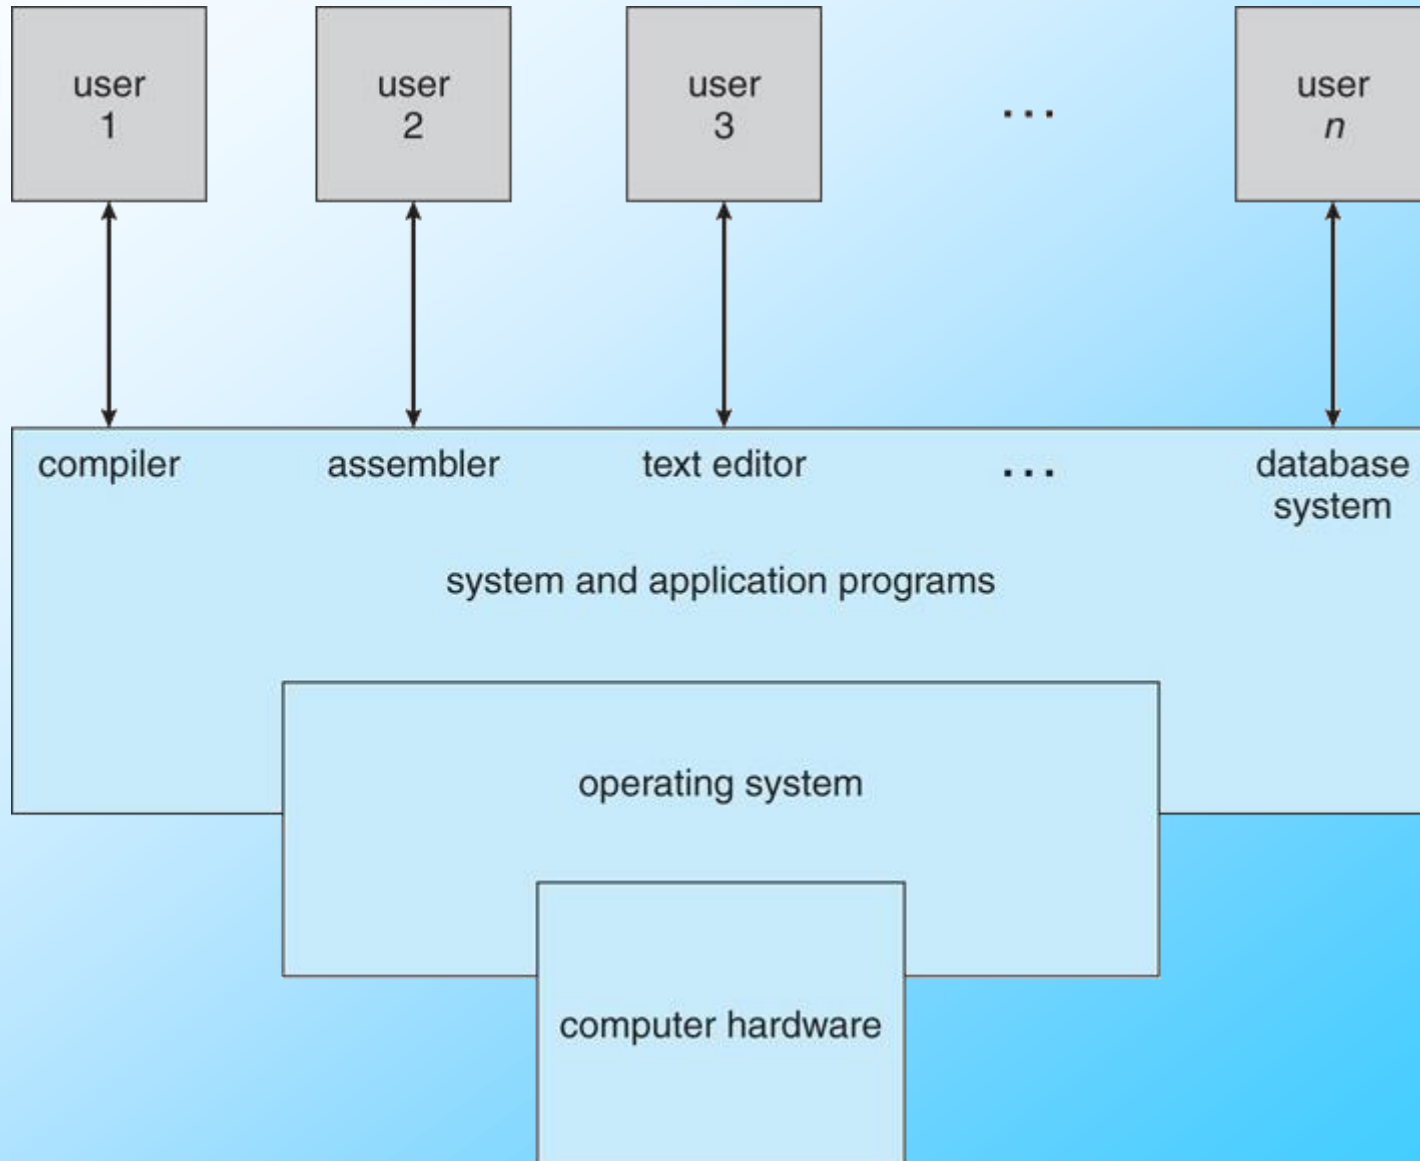 user
1
user
2
user
3
...
user
n
compiler
assembler
text editor
...
database
system
system and application programs
operating system
computer hardware